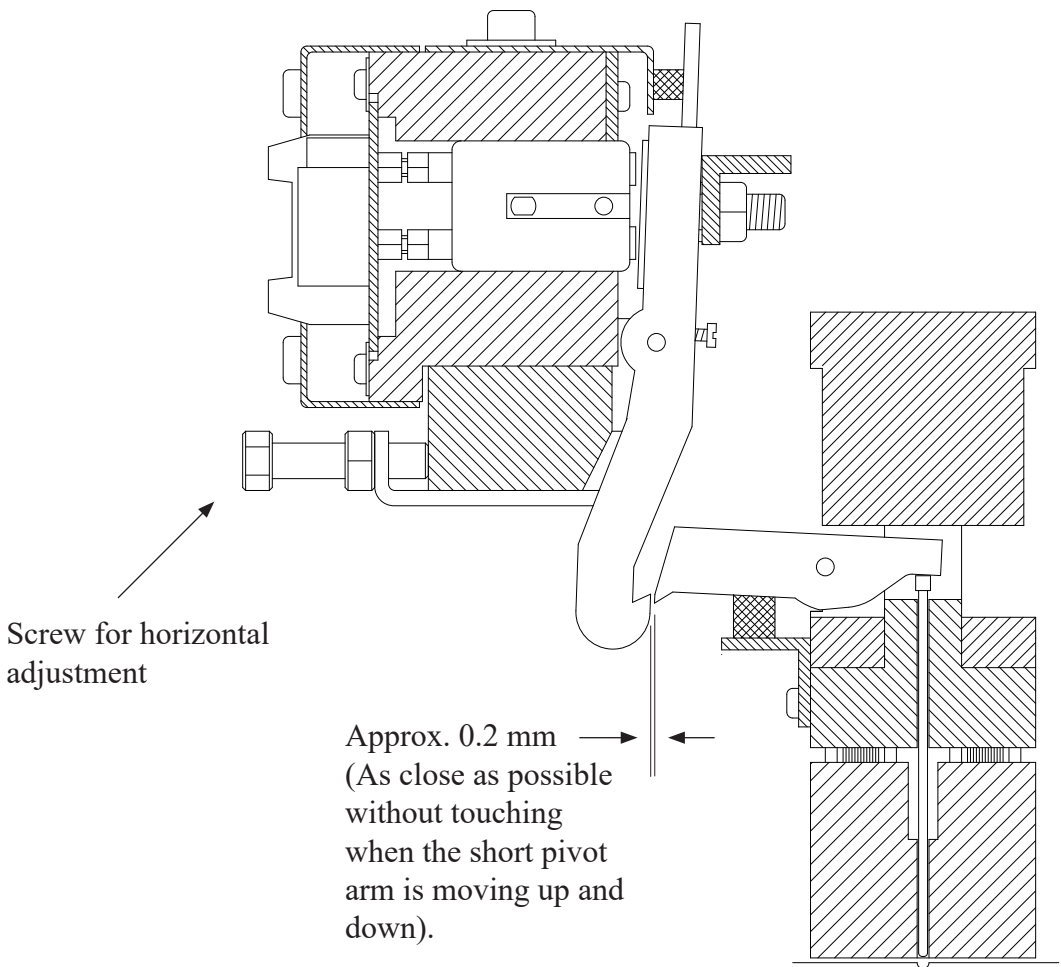 Screw for horizontal
adjustment
Approx. 0.2 mm
(As close as possible
without touching
when the short pivot
arm is moving up and
down).